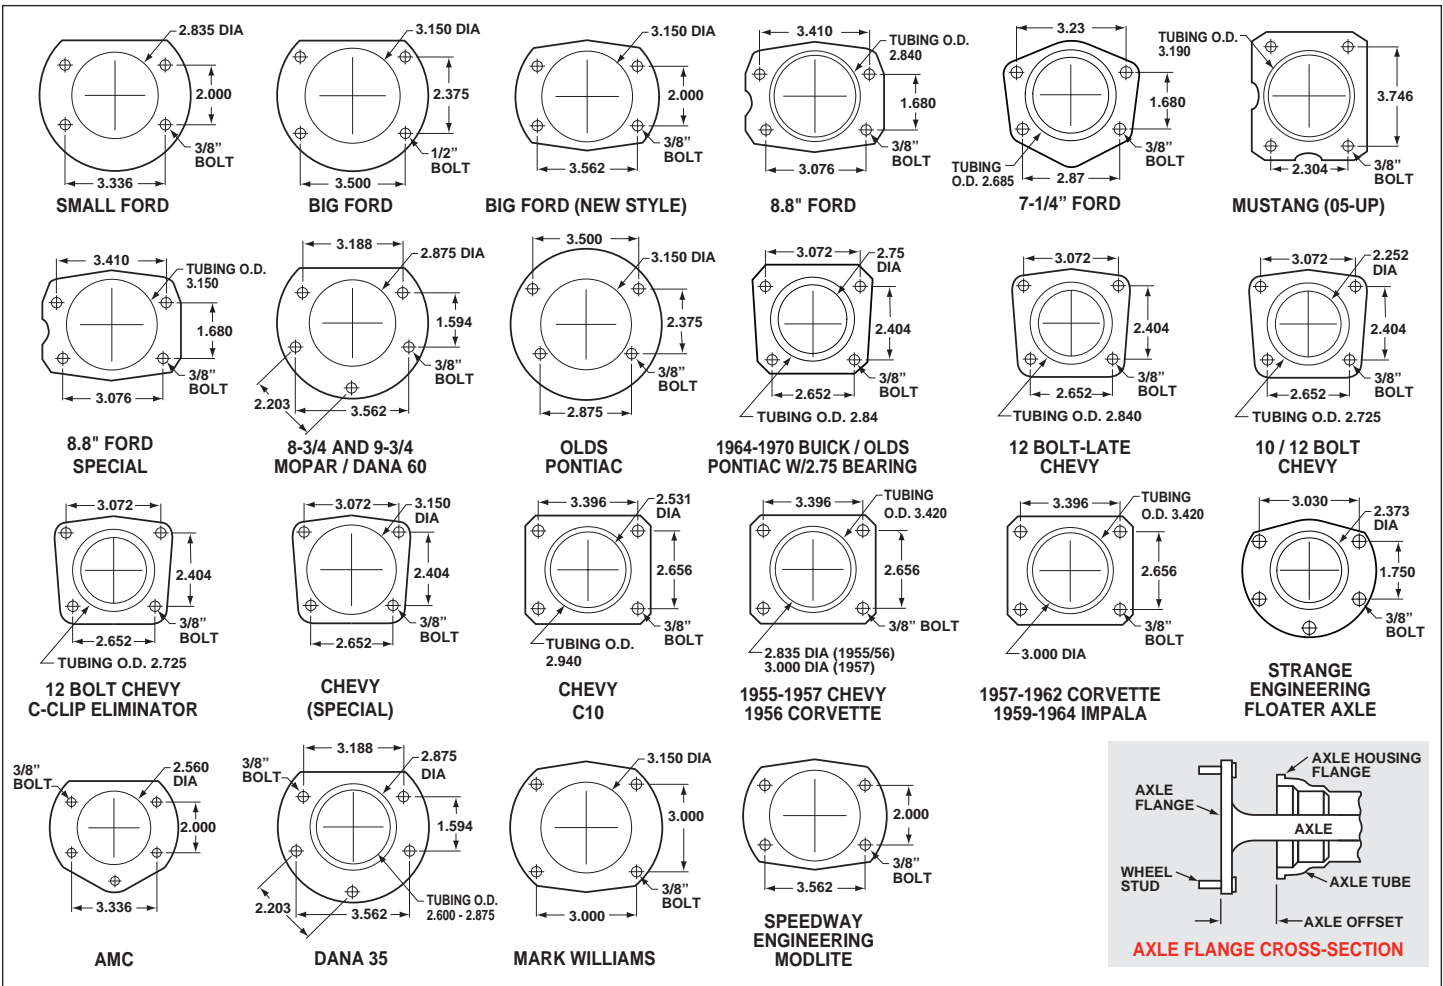 2.835 DIA
2.000
3/8”
BOLT
3.336
SMALL FORD
3.150 DIA
2.375
1/2”
BOLT
3.500
BIG FORD
3.150 DIA
2.000
3/8”
BOLT
3.562
BIG FORD (NEW STYLE)
3.410
TUBING O.D.
2.840
1.680
3/8”
BOLT
3.076
8.8" FORD
3.23
1.680
3/8”
BOLT
TUBING
O.D. 2.685
2.87
7-1/4” FORD
TUBING O.D.
3.190
3.746
3/8”
BOLT
2.304
MUSTANG (05-UP)
3.410
TUBING O.D.
3.150
1.680
3/8”
BOLT
3.076
8.8" FORD
SPECIAL
3.188
2.875 DIA
1.594
3/8”
BOLT
2.203
3.562
8-3/4 AND 9-3/4
MOPAR / DANA 60
3.500
3.150 DIA
2.375
3/8”
BOLT
2.875
OLDS
PONTIAC
3.072
2.75
DIA
2.404
3/8”
BOLT
2.652
TUBING O.D. 2.84
1964-1970 BUICK / OLDS
PONTIAC W/2.75 BEARING
3.072
2.404
3/8”
BOLT
2.652
TUBING O.D. 2.840
12 BOLT-LATE
CHEVY
3.072
2.252
DIA
2.404
3/8”
BOLT
2.652
TUBING O.D. 2.725
10 / 12 BOLT
CHEVY
3.072
2.404
3/8”
BOLT
2.652
TUBING O.D. 2.725
12 BOLT CHEVY
C-CLIP ELIMINATOR
3.072
3.150
DIA
2.404
3/8”
BOLT
2.652
CHEVY
(SPECIAL)
3.396
2.531
DIA
2.656
3/8”
BOLT
TUBING O.D.
2.940
CHEVY
C10
3.396
TUBING
O.D. 3.420
2.656
3/8” BOLT
2.835 DIA (1955/56)
3.000 DIA (1957)
1955-1957 CHEVY
1956 CORVETTE
3.396
TUBING
O.D. 3.420
2.656
3/8”
BOLT
3.000 DIA
1957-1962 CORVETTE
1959-1964 IMPALA
3.030
2.373
DIA
1.750
3/8”
BOLT
STRANGE
ENGINEERING
FLOATER AXLE
3/8”
BOLT
2.560
DIA
2.000
3.336
AMC
3/8”
BOLT
3.188
2.875
DIA
1.594
TUBING O.D.
2.600 - 2.875
2.203
3.562
DANA 35
3.150 DIA
3.000
3/8”
BOLT
3.000
MARK WILLIAMS
2.000
3/8”
BOLT
3.562
SPEEDWAY
ENGINEERING
MODLITE
AXLE HOUSING
FLANGE
AXLE
FLANGE
AXLE
WHEEL
STUD
AXLE TUBE
AXLE OFFSET
AXLE FLANGE CROSS-SECTION